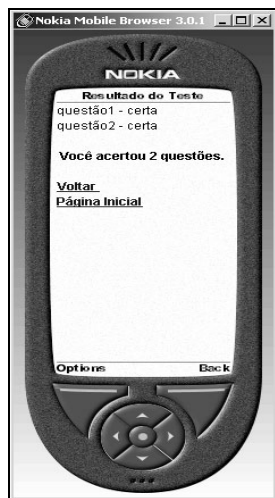 Nokia Mobile Browser 3.0.1
NOKIA
Resultado do Teste
questão1 - certa
questão2 - certa
Você acertou 2 questões.
Voltar
Página Inicial
Options Back